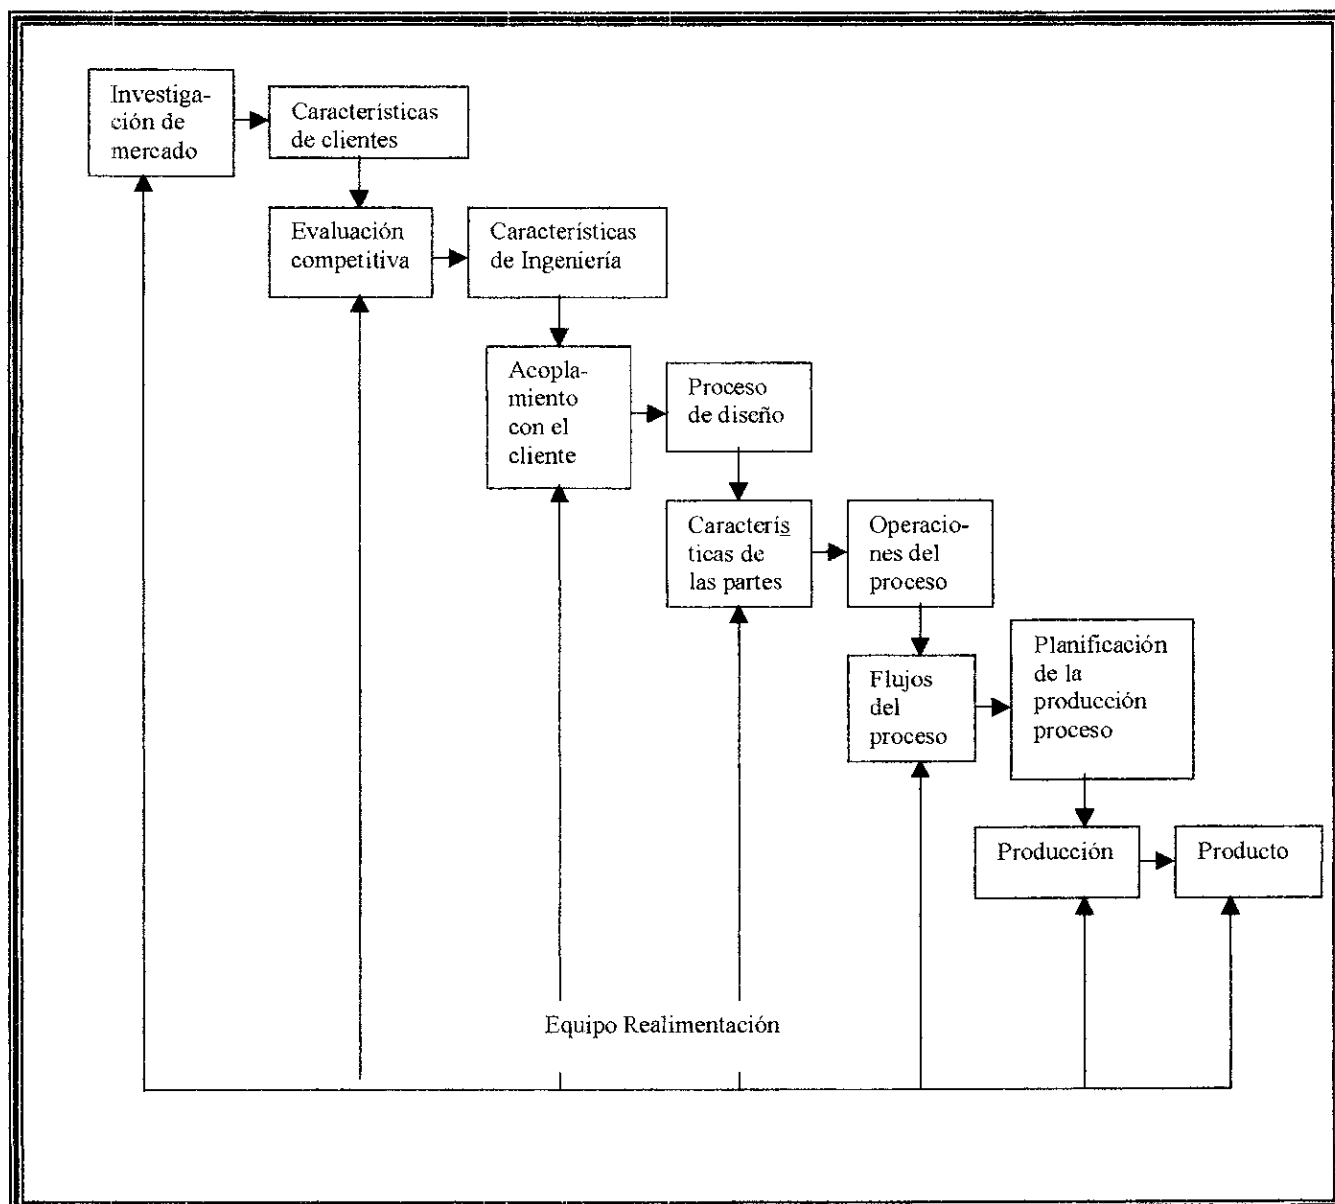 Investiga-
ción de
mercado
Características
de clientes
Evaluación
competitiva
Características
de Ingeniería
Acopla-
miento
con el
cliente
Proceso
de diseño
Caracterís
ticas de
las partes
Operacio-
nes del
proceso
Flujos
del
proceso
Planificación
de la
producción
proceso
Producción
Producto
Equipo Realimentación